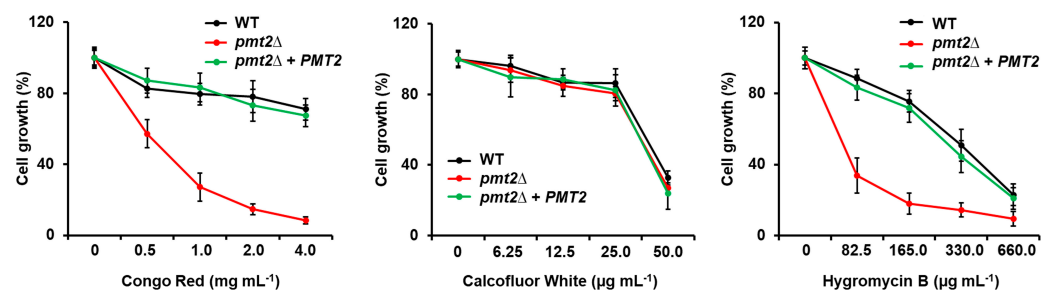 120
80
40
0
Cell growth (%)
WT
pmt2Δ
pmt2Δ + PMT2
0 0.5 1.0 2.0 4.0
Congo Red (mg mL-1)
120
80
40
0
Cell growth (%)
WT
pmt2Δ
pmt2Δ + PMT2
0 6.25 12.5 25.0 50.0
Calcofluor White (µg mL-1)
120
80
40
0
Cell growth (%)
WT
pmt2Δ
pmt2Δ + PMT2
0 82.5 165.0 330.0 660.0
Hygromycin B (µg mL-1)